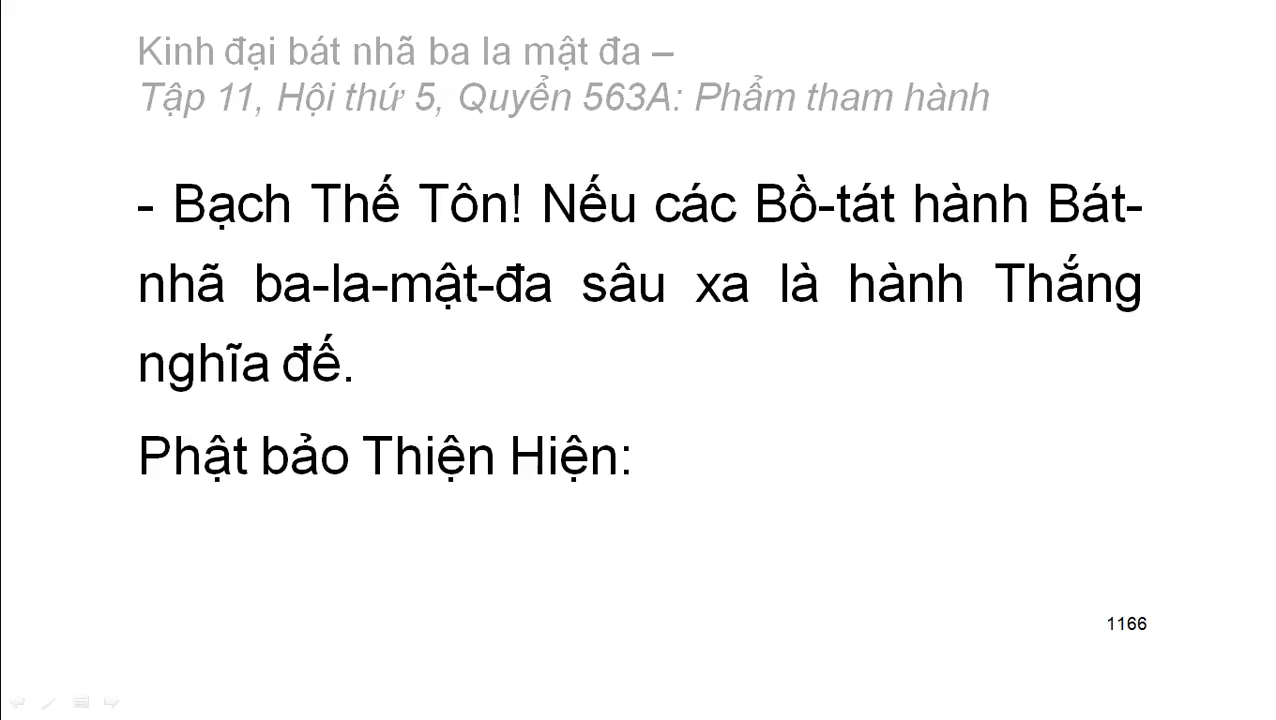 Kinh đại bát nhã ba la mật đa –
Tập 11, Hội thứ 5, Quyển 563A: Phẩm tham hành
- Bạch Thế Tôn! Nếu các Bồ-tát hành Bát-
nhã ba-la-mật-đa sâu xa là hành Thắng
nghĩa đế.
Phật bảo Thiện Hiện:
1166